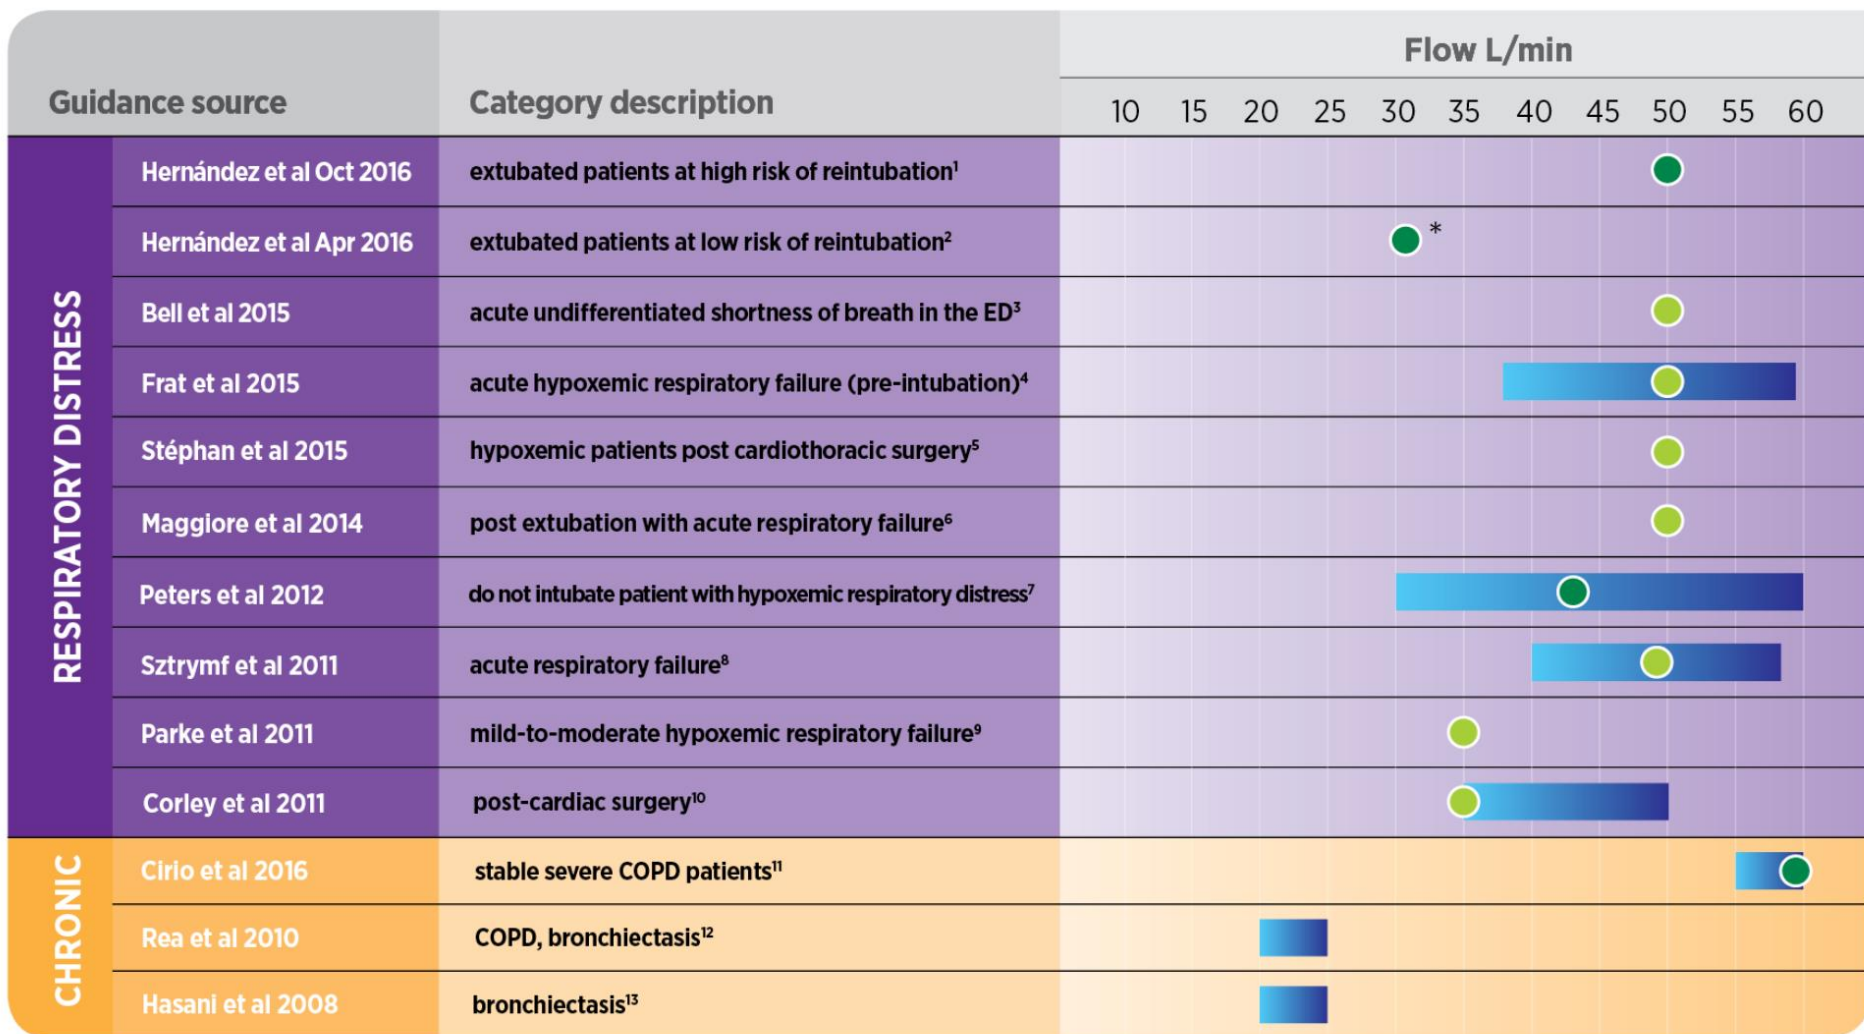 Flow L/min
Guidance source Category description 10 15 20 25 30 35 40 45 50 55 60
RESPIRATORY DISTRESS
Hernández et al Oct 2016 extubated patients at high risk of reintubation¹
Hernández et al Apr 2016 extubated patients at low risk of reintubation² *
Bell et al 2015 acute undifferentiated shortness of breath in the ED³
Frat et al 2015 acute hypoxemic respiratory failure (pre-intubation)⁴
Stéphan et al 2015 hypoxemic patients post cardiothoracic surgery⁵
Maggiore et al 2014 post extubation with acute respiratory failure⁶
Peters et al 2012 do not intubate patient with hypoxemic respiratory distress⁷
Sztrymf et al 2011 acute respiratory failure⁸
Parke et al 2011 mild-to-moderate hypoxemic respiratory failure⁹
Corley et al 2011 post-cardiac surgery¹⁰
CHRONIC
Cirio et al 2016 stable severe COPD patients¹¹
Rea et al 2010 COPD, bronchiectasis¹²
Hasani et al 2008 bronchiectasis¹³